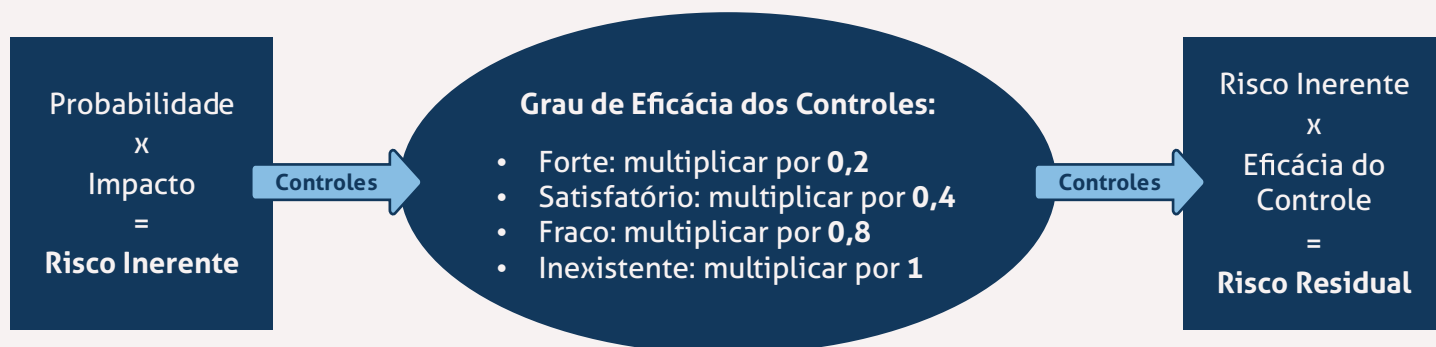 Probabilidade
x
Impacto
=
Risco Inerente
Controles
Grau de Eficácia dos Controles:
• Forte: multiplicar por 0,2
• Satisfatório: multiplicar por 0,4
• Fraco: multiplicar por 0,8
• Inexistente: multiplicar por 1
Controles
Risco Inerente
x
Eficácia do
Controle
=
Risco Residual